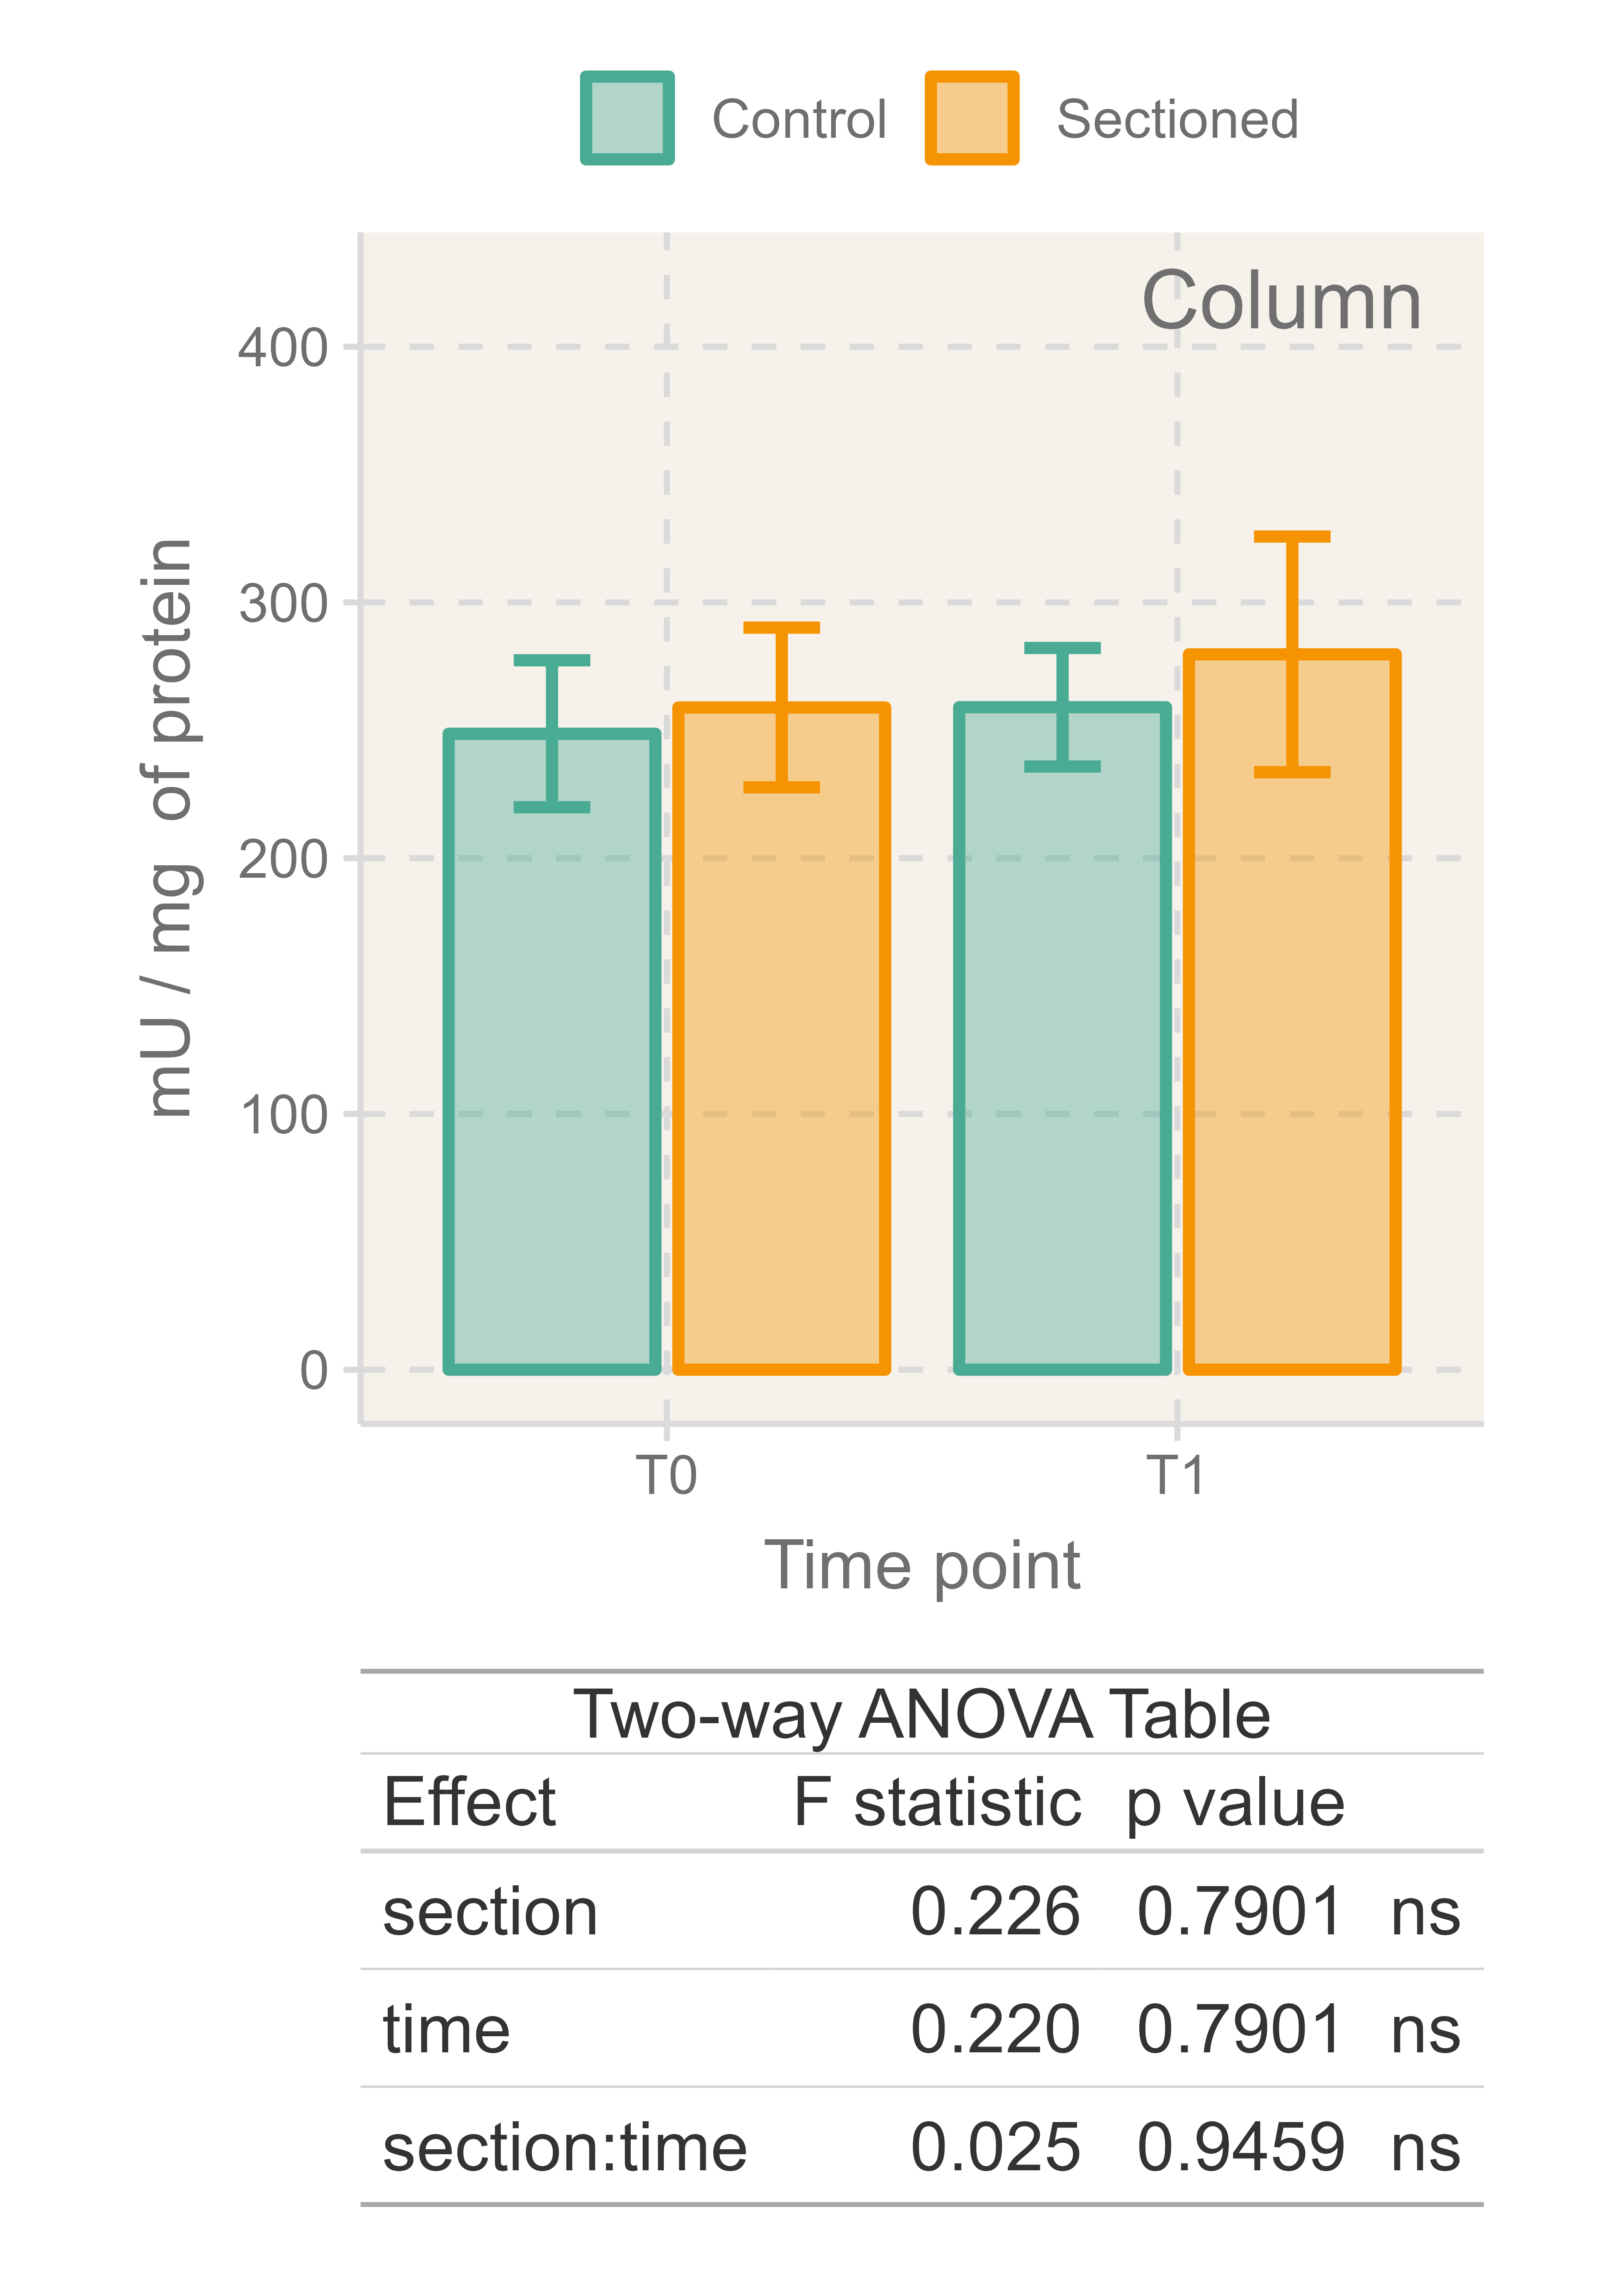 Control Sectioned
Column
400
300
200
100
0
mU / mg of protein
T0 T1
Time point
Two-way ANOVA Table
Effect F statistic p value
section 0.226 0.7901 ns
time 0.220 0.7901 ns
section:time 0.025 0.9459 ns